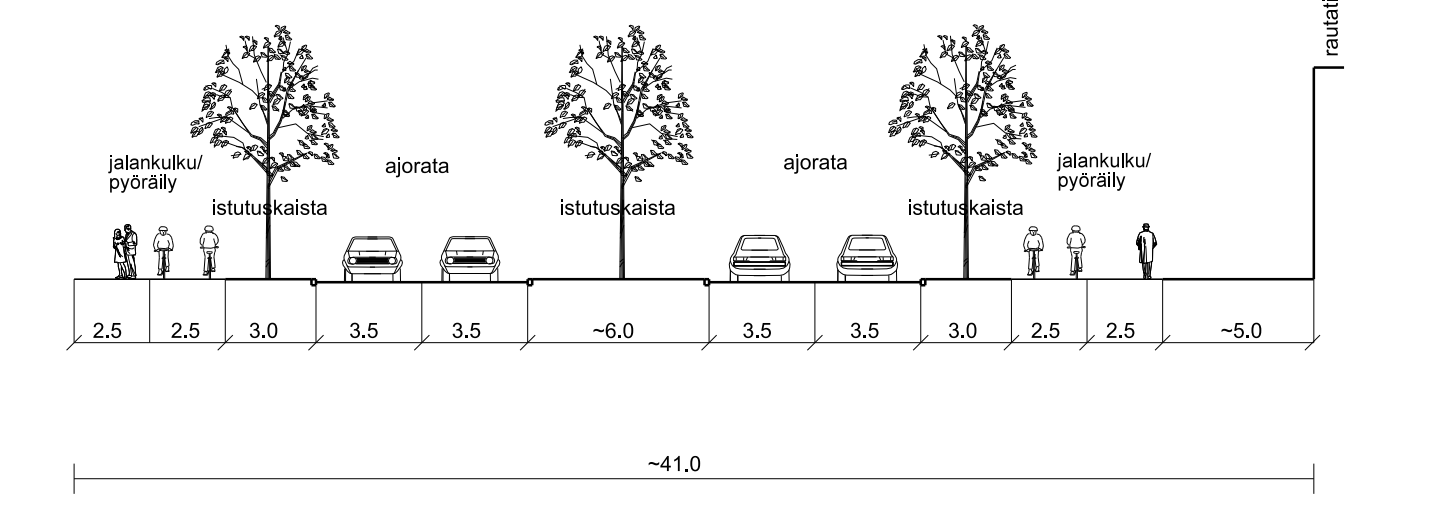 rautati
jalankulku/
pyöräily
ajorata
ajorata
jalankulku/
pyöräily
istutuskaista
istutuskaista
istutuskaista
2.5 2.5 3.0 3.5 3.5 ~6.0 3.5 3.5 3.0 2.5 2.5 ~5.0
~41.0